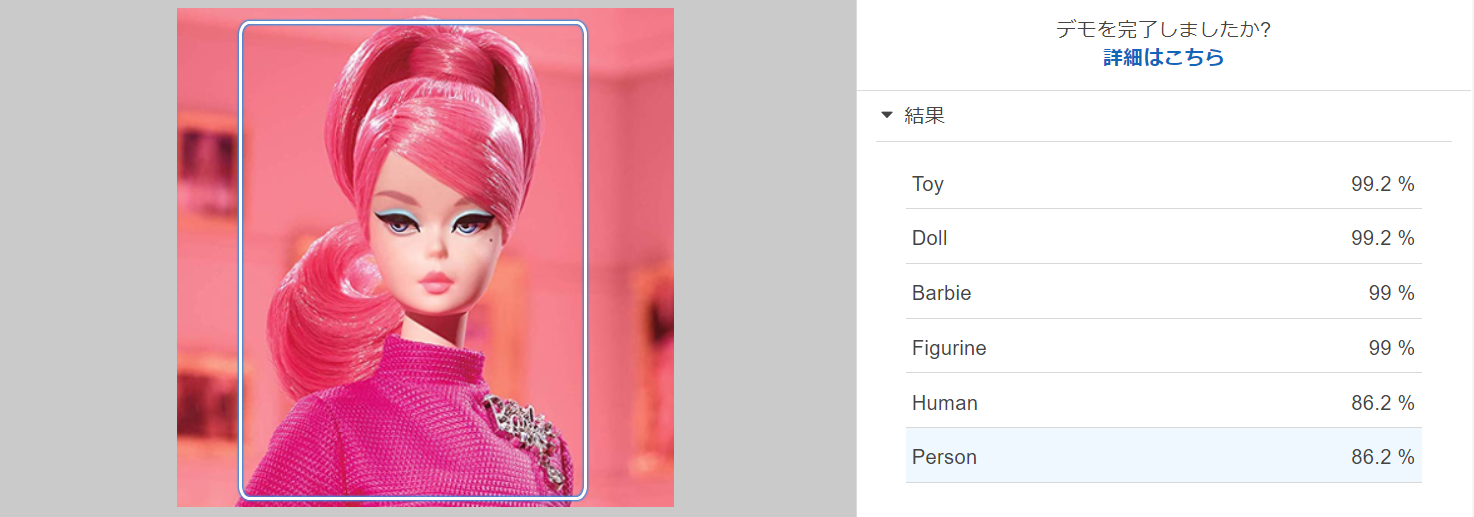 デモを完了しましたか?
詳細はこちら
結果
Toy 99.2 %
Doll 99.2 %
Barbie 99 %
Figurine 99 %
Human 86.2 %
Person 86.2 %